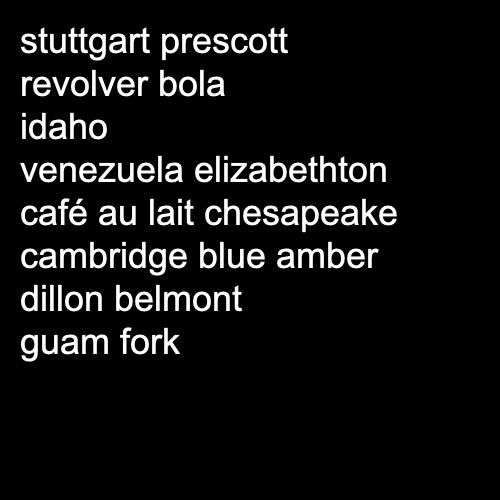 stuttgart prescott
revolver bola
idaho
venezuela elizabethton
café au lait chesapeake
cambridge blue amber
dillon belmont
guam fork